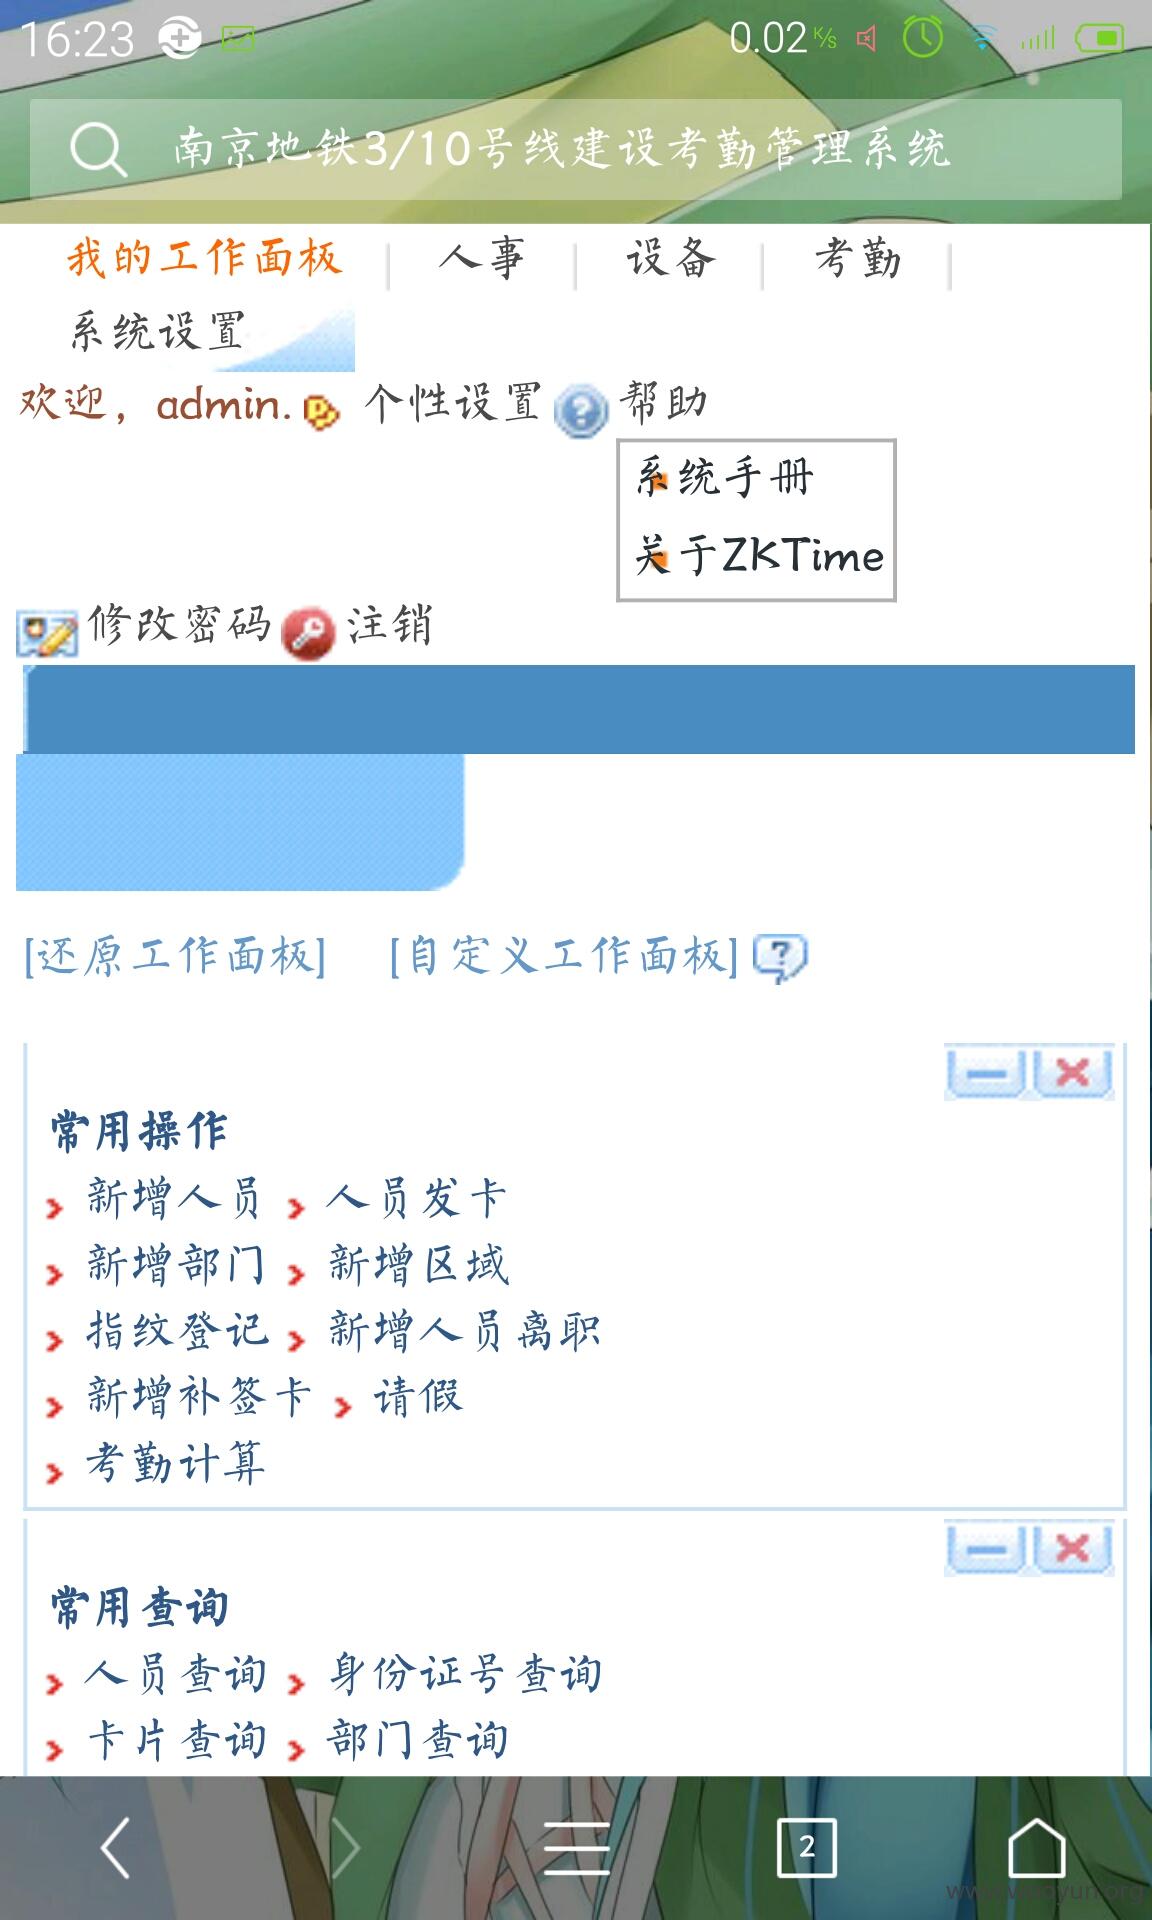 16:23 0.02 K/s
南京地铁3/10号线建设考勤管理系统
我的工作面板 人事 设备 考勤
系统设置
欢迎，admin. 个性设置 ? 帮助
系统手册
关于ZKTime
修改密码 注销
[还原工作面板] [自定义工作面板] ?
常用操作
新增人员 人员发卡
新增部门 新增区域
指纹登记 新增人员离职
新增补签卡 请假
考勤计算
常用查询
人员查询 身份证号查询
卡片查询 部门查询
2
www.wooyun.org